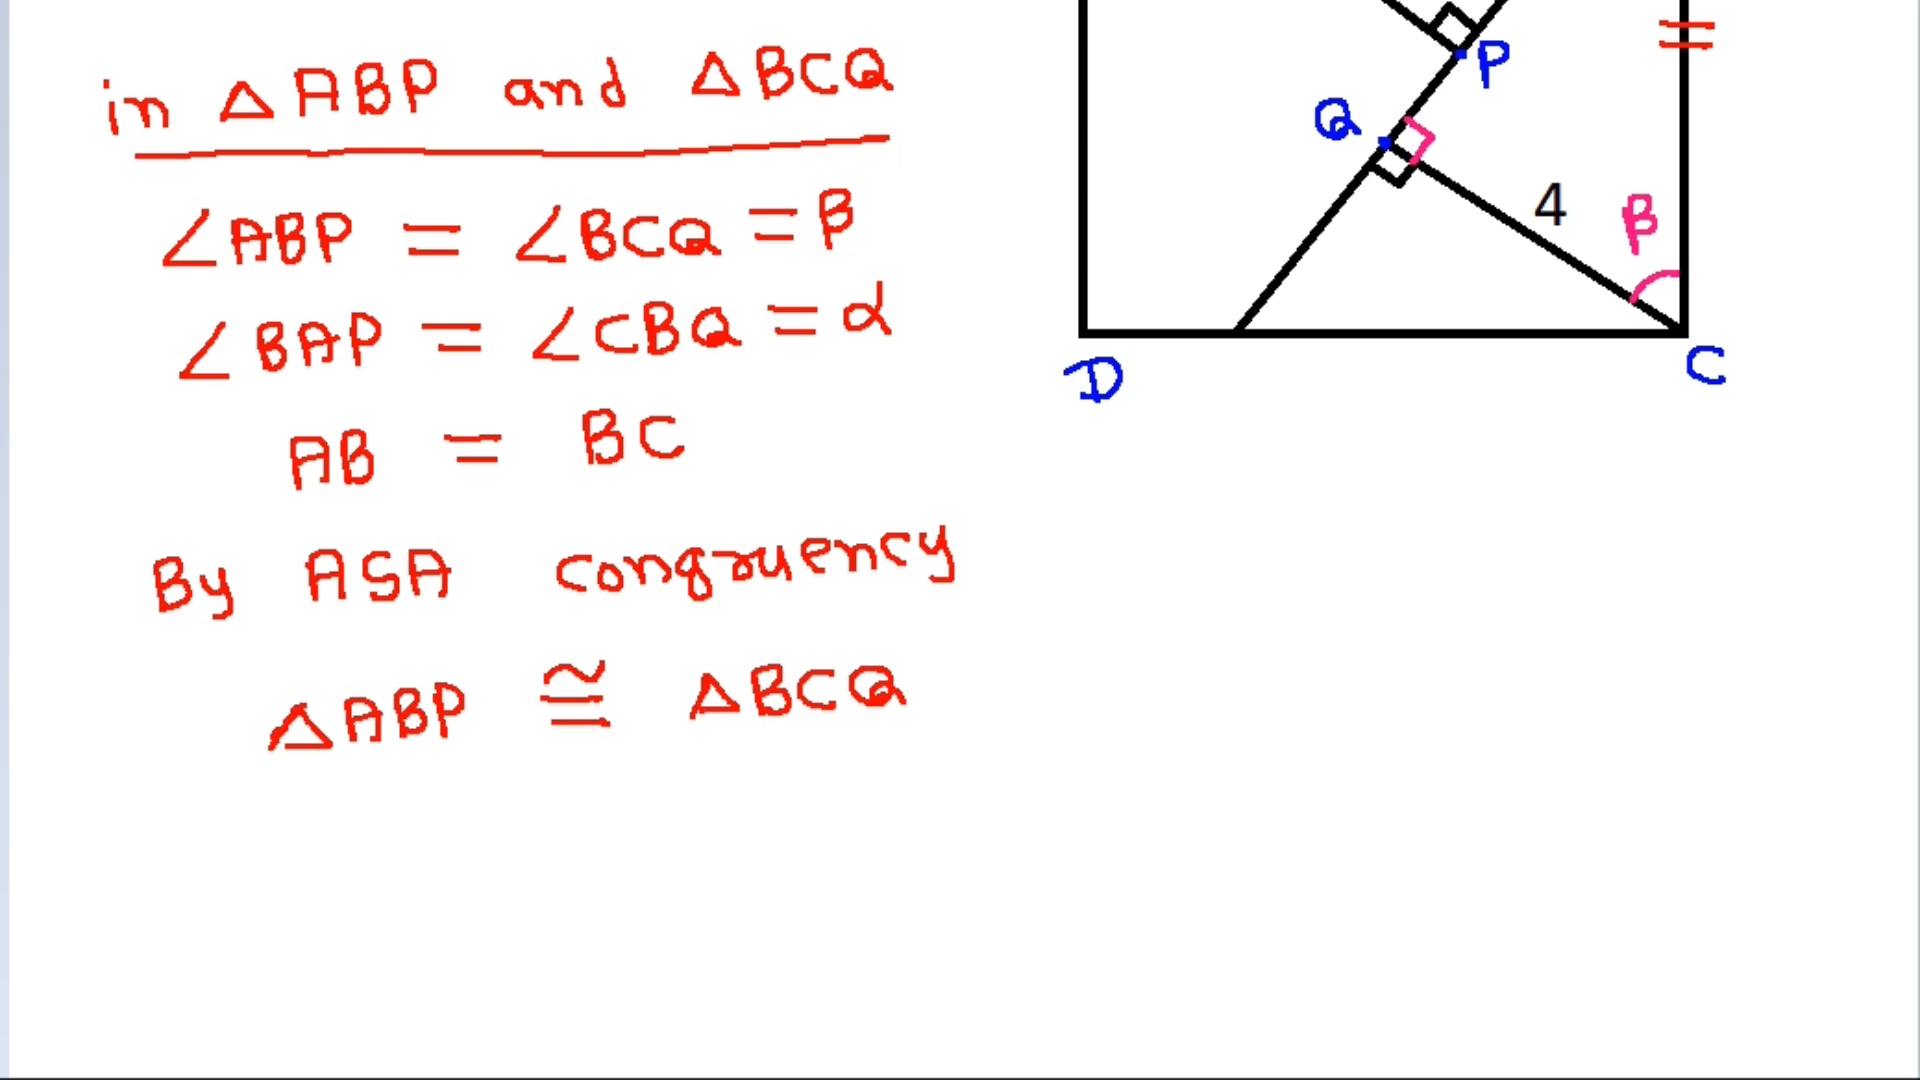 in △ABP and △BCQ
∠ABP = ∠BCQ = β
∠BAP = ∠CBQ = α
AB = BC
By ASA congruency
△ABP ≅ △BCQ
P
Q
4
β
D
C